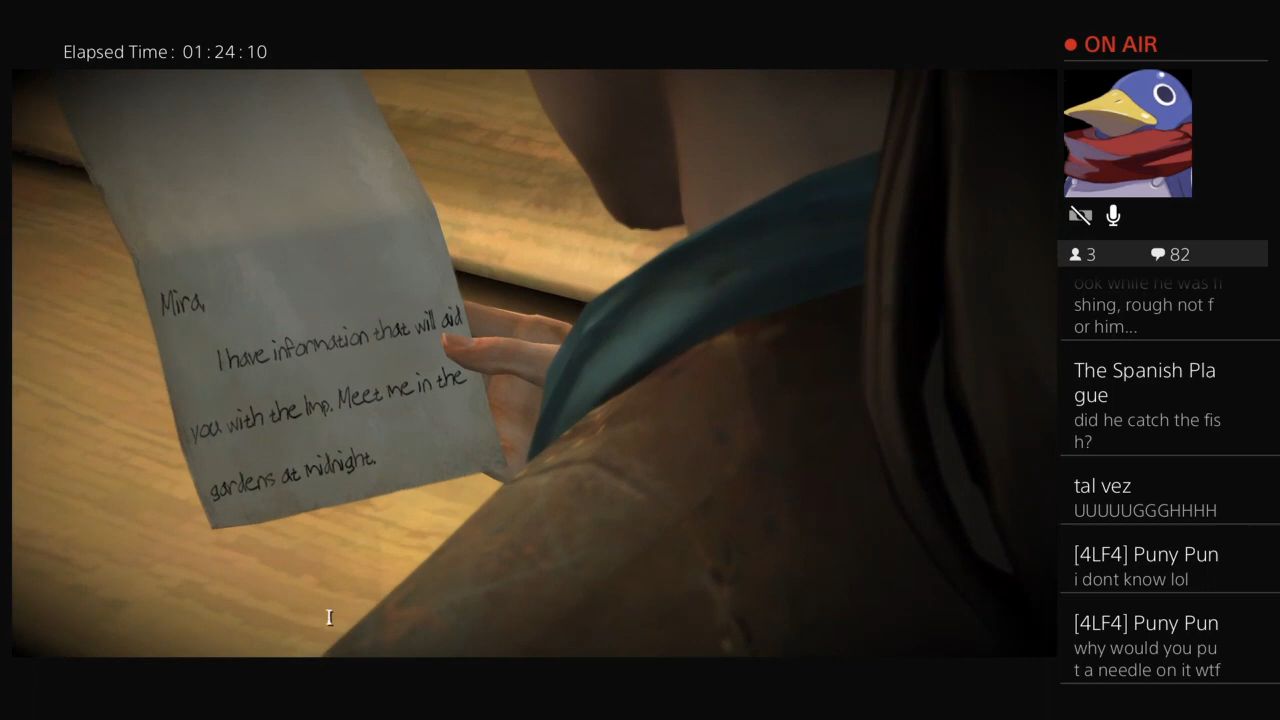 Elapsed Time: 01:24:10
ON AIR
3 82
shing, rough not f
or him...
The Spanish Pla
gue
did he catch the fis
h?
tal vez
UUUUUGGGHHHH
[4LF4] Puny Pun
i dont know lol
[4LF4] Puny Pun
why would you pu
t a needle on it wtf
Mira,
I have information that will aid
you with the Imp. Meet me in the
gardens at midnight.
I